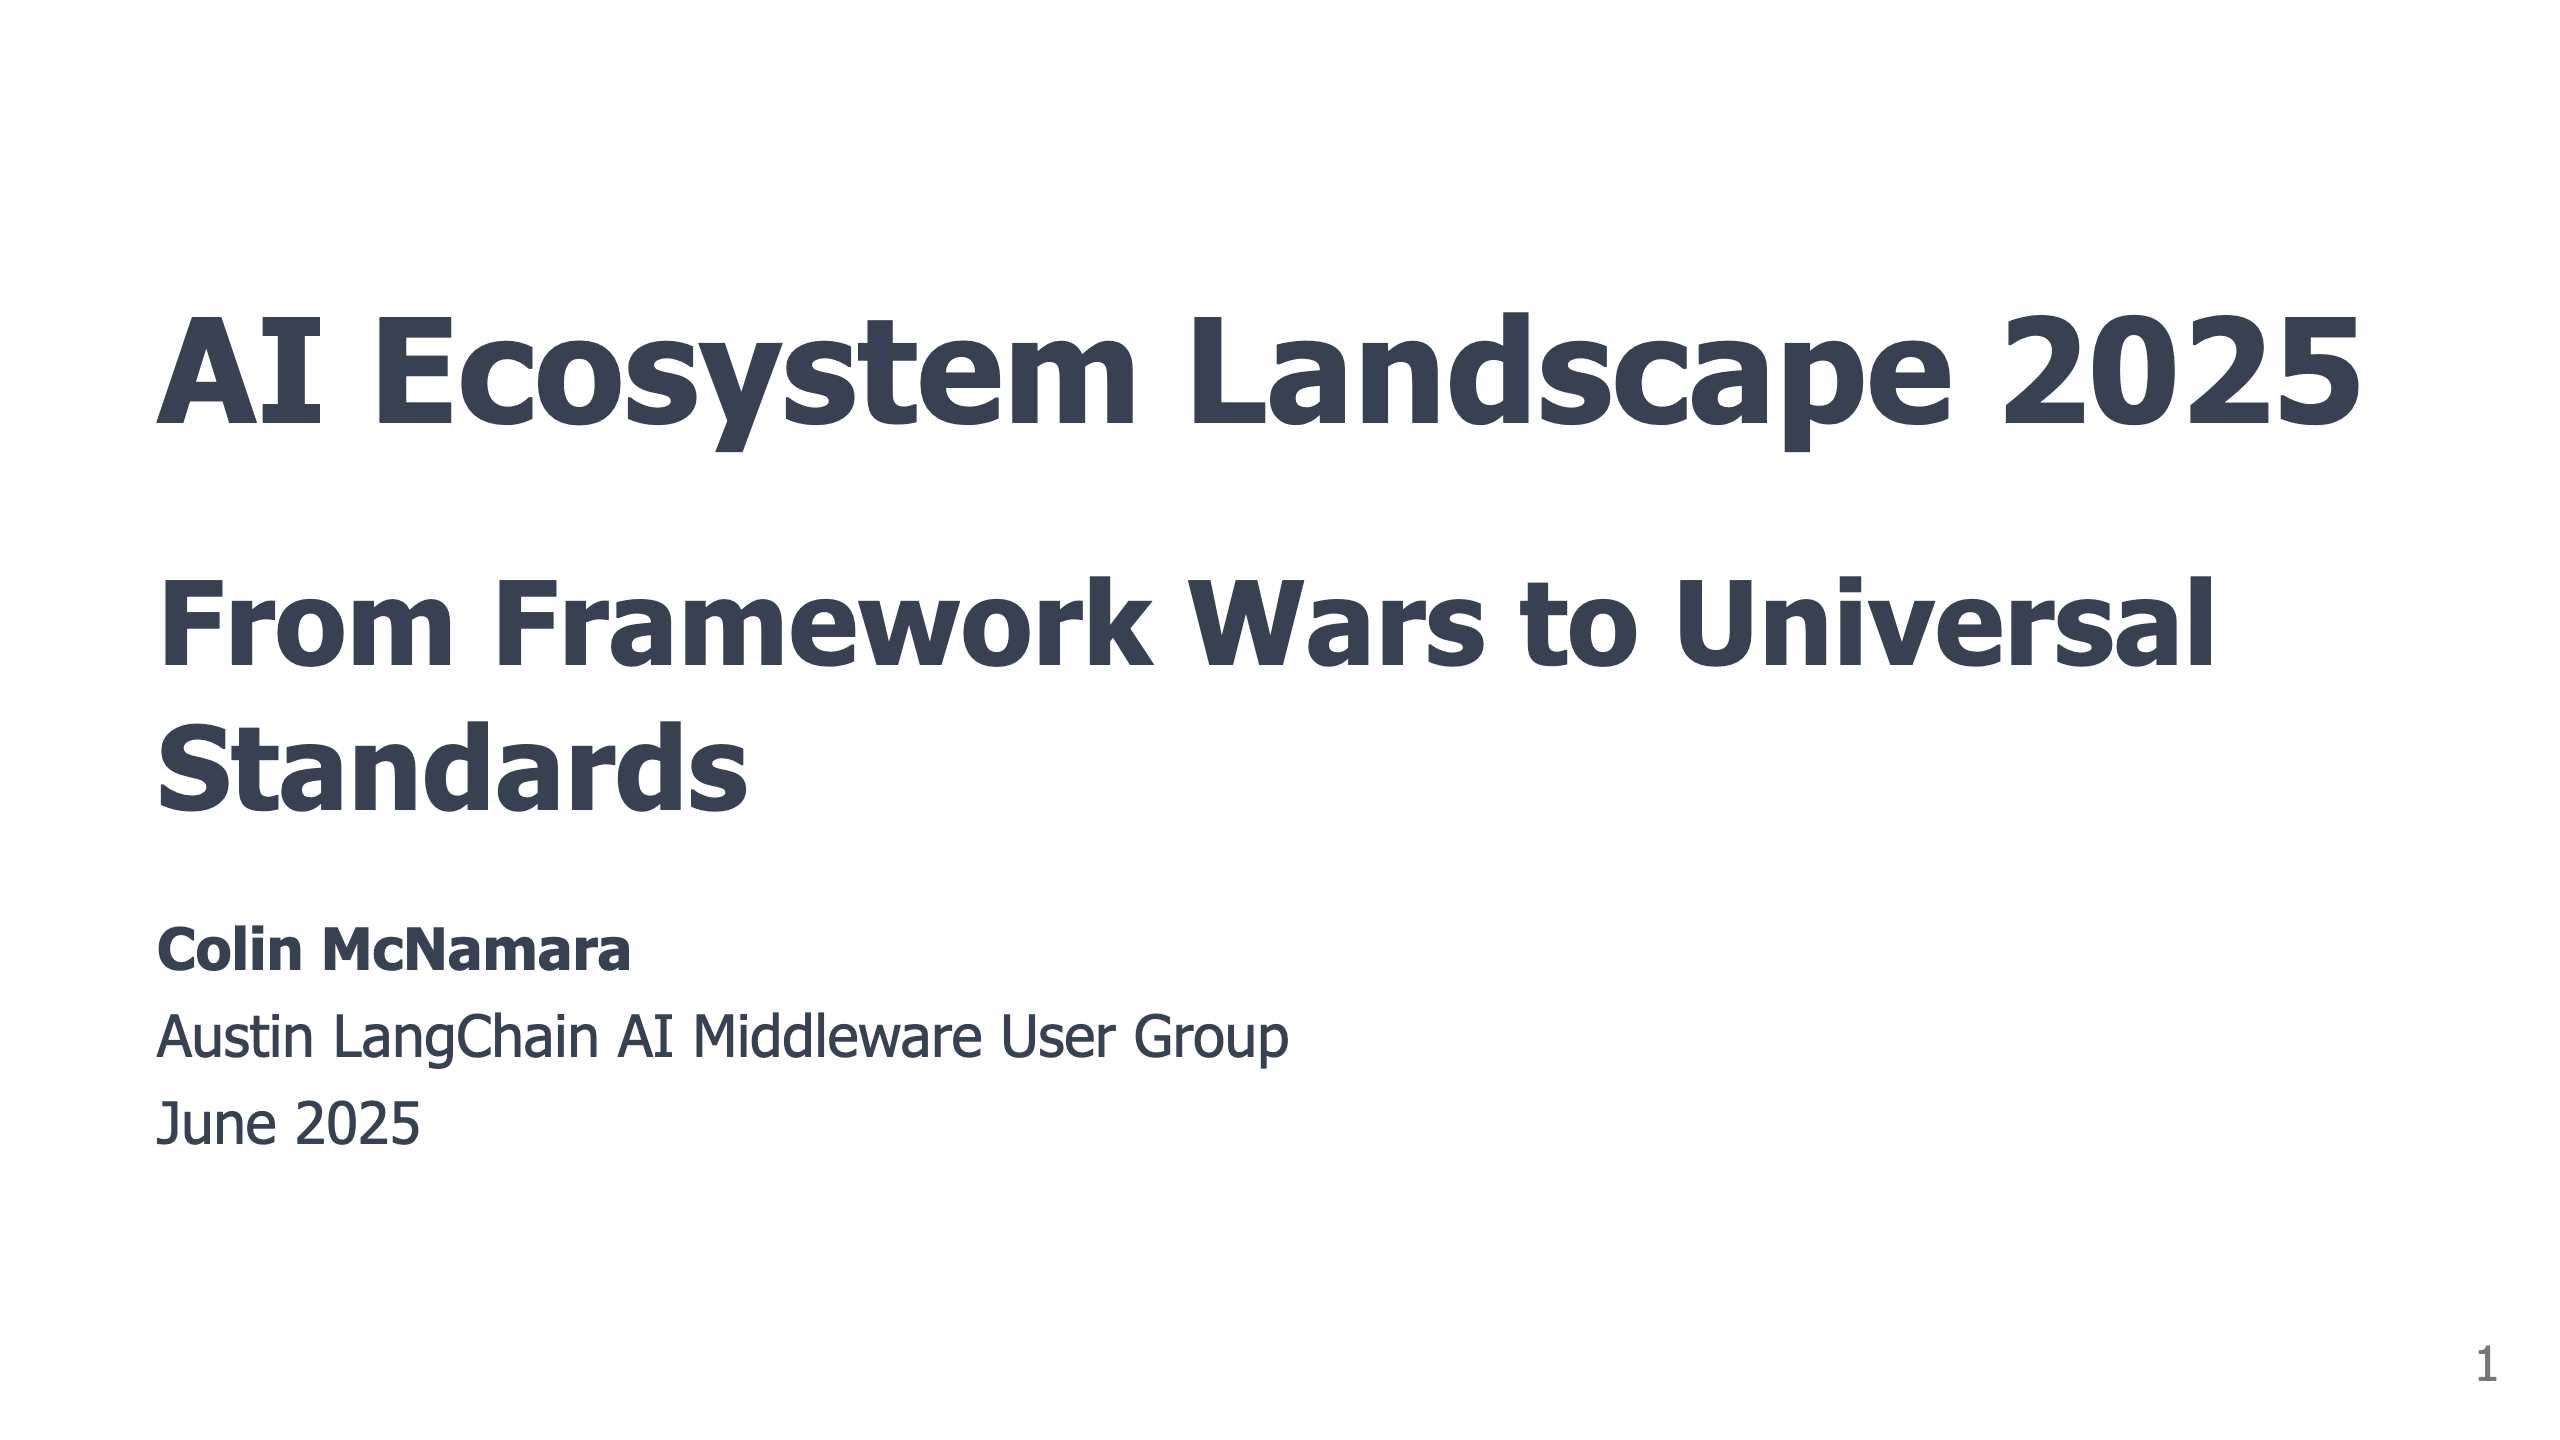 AI Ecosystem Landscape 2025
From Framework Wars to Universal
Standards
Colin McNamara
Austin LangChain AI Middleware User Group
June 2025
1